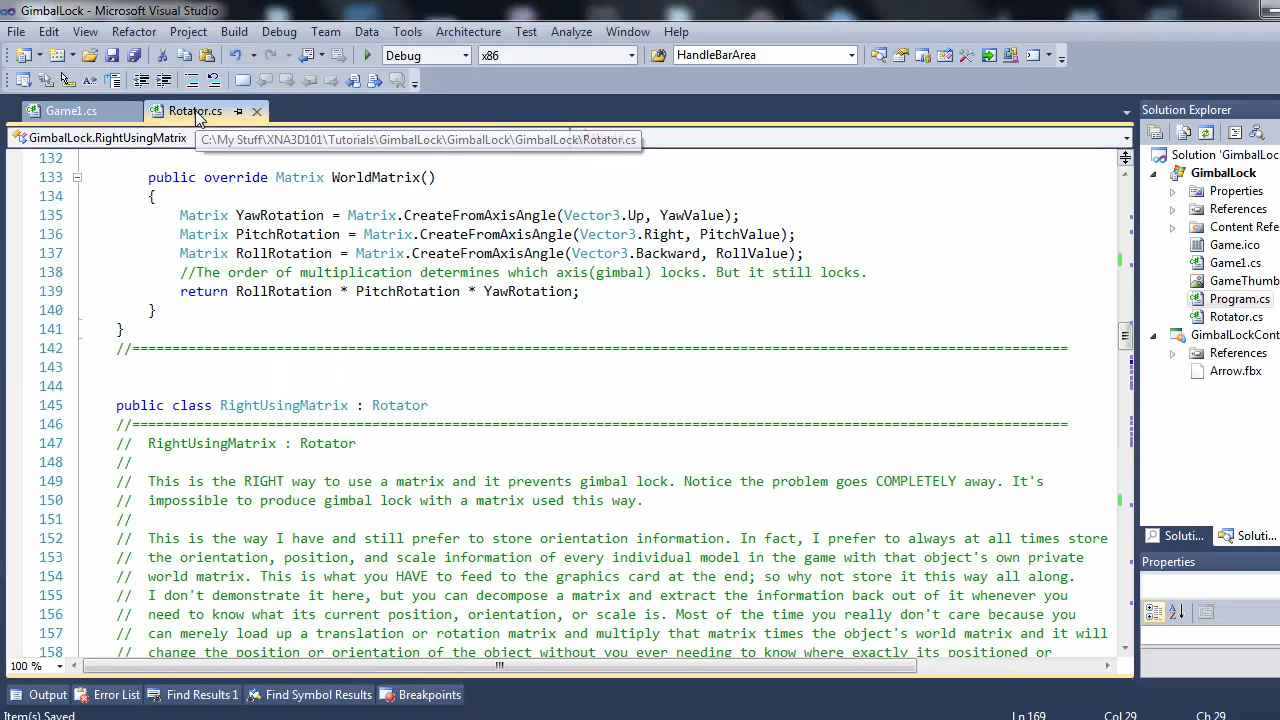 GimballLock - Microsoft Visual Studio
File Edit View Refactor Project Build Debug Team Data Tools Architecture Test Analyze Window Help
Debug x86 HandleBarArea
Game1.cs Rotator.cs Solution Explorer
GimballLock.RightUsingMatrix
C:\My Stuff\XNA3D101\Tutorials\GimballLock\GimballLock\GimballLock\Rotator.cs
132
133 public override Matrix WorldMatrix()
134 {
135 Matrix YawRotation = Matrix.CreateFromAxisAngle(Vector3.Up, YawValue);
136 Matrix PitchRotation = Matrix.CreateFromAxisAngle(Vector3.Right, PitchValue);
137 Matrix RollRotation = Matrix.CreateFromAxisAngle(Vector3.Backward, RollValue);
138 //The order of multiplication determines which axis(gimbal) locks. But it still locks.
139 return RollRotation * PitchRotation * YawRotation;
140 }
141 }
142 //=====================================================================================================================
143
144
145 public class RightUsingMatrix : Rotator
146 //=====================================================================================================================
147 // RightUsingMatrix : Rotator
148 //
149 // This is the RIGHT way to use a matrix and it prevents gimbal lock. Notice the problem goes COMPLETELY away. It's
150 // impossible to produce gimbal lock with a matrix used this way.
151 //
152 // This is the way I have and still prefer to store orientation information. In fact, I prefer to always at all times store
153 // the orientation, position, and scale information of every individual model in the game with that object's own private
154 // world matrix. This is what you HAVE to feed to the graphics card at the end; so why not store it this way all along.
155 // I don't demonstrate it here, but you can decompose a matrix and extract the information back out of it whenever you
156 // need to know what its current position, orientation, or scale is. Most of the time you really don't care because you
157 // can merely load up a translation or rotation matrix and multiply that matrix times the object's world matrix and it will
158 // change the position or orientation of the object without you ever needing to know where exactly its positioned or
100 %
Solution 'GimballLo
GimballLock
Properties
References
Content Refe
Game.ico
Game1.cs
GameThumb
Program.cs
Rotator.cs
GimballLockCont
References
Arrow.fbx
Soluti... Soluti...
Properties
Output Error List Find Results 1 Find Symbol Results Breakpoints
Item(s) Saved Ln 169 Col 29 Ch 29